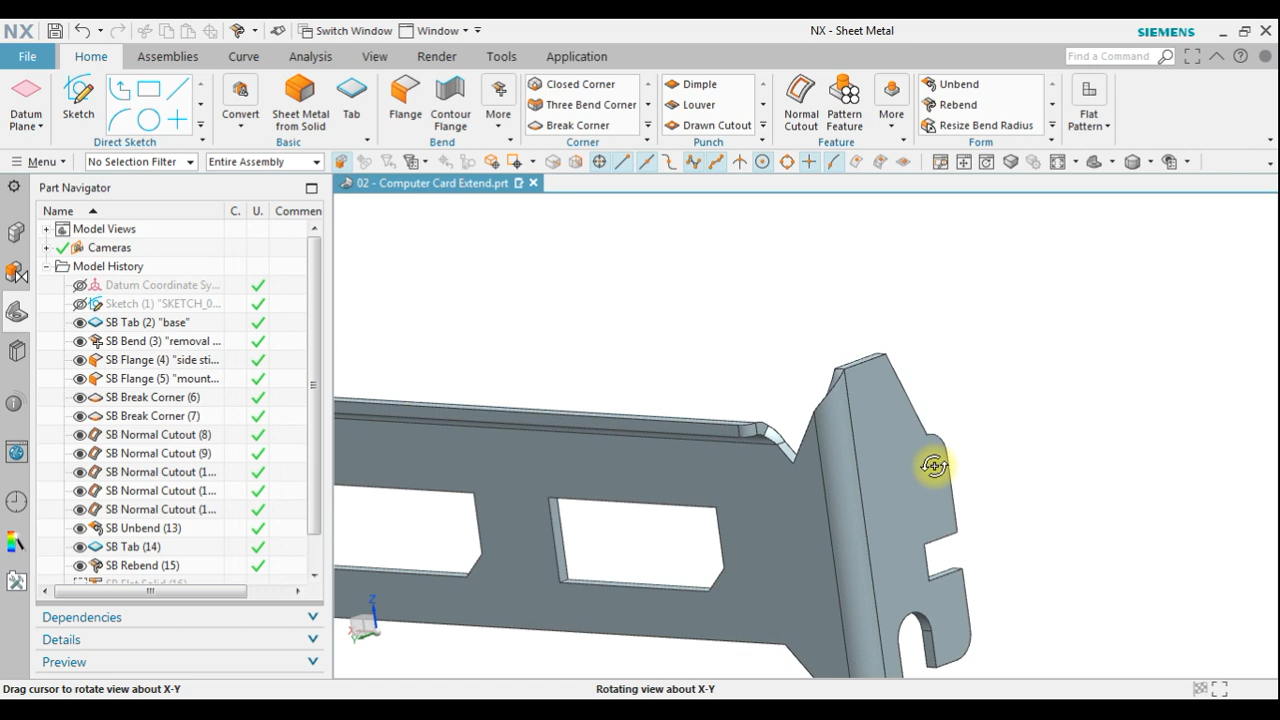 NX Switch Window Window NX - Sheet Metal SIEMENS
File Home Assemblies Curve Analysis View Render Tools Application Find a Command
Datum Plane Sketch Direct Sketch
Convert Sheet Metal from Solid Tab Basic
Flange Contour Flange More Bend
Closed Corner
Three Bend Corner
Break Corner
Corner
Dimple
Louver
Drawn Cutout
Punch
Normal Cutout Pattern Feature More Feature
Unbend
Rebend
Resize Bend Radius
Form
Flat Pattern
Menu No Selection Filter Entire Assembly
Part Navigator
02 - Computer Card Extend.prt
Name C. U. Commen
Model Views
Cameras
Model History
Datum Coordinate Sy...
Sketch (1) "SKETCH_0...
SB Tab (2) "base"
SB Bend (3) "removal ...
SB Flange (4) "side sti...
SB Flange (5) "mount...
SB Break Corner (6)
SB Break Corner (7)
SB Normal Cutout (8)
SB Normal Cutout (9)
SB Normal Cutout (1...
SB Normal Cutout (1...
SB Normal Cutout (1...
SB Unbend (13)
SB Tab (14)
SB Rebend (15)
SB Flat Solid (16)
Dependencies
Details
Preview
Z
X
Y
Drag cursor to rotate view about X-Y Rotating view about X-Y